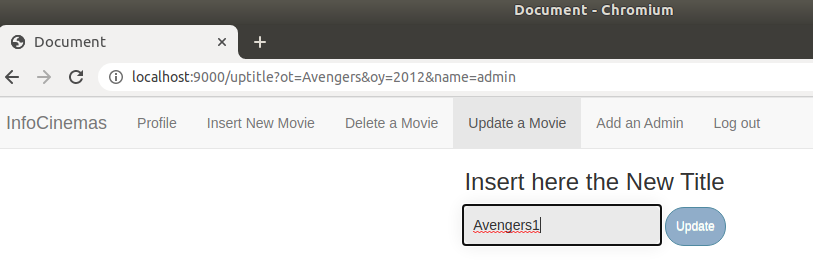 Document - Chromium
Document
localhost:9000/uptitle?ot=Avengers&oy=2012&name=admin
InfoCinemas Profile Insert New Movie Delete a Movie Update a Movie Add an Admin Log out
Insert here the New Title
Avengers1 Update